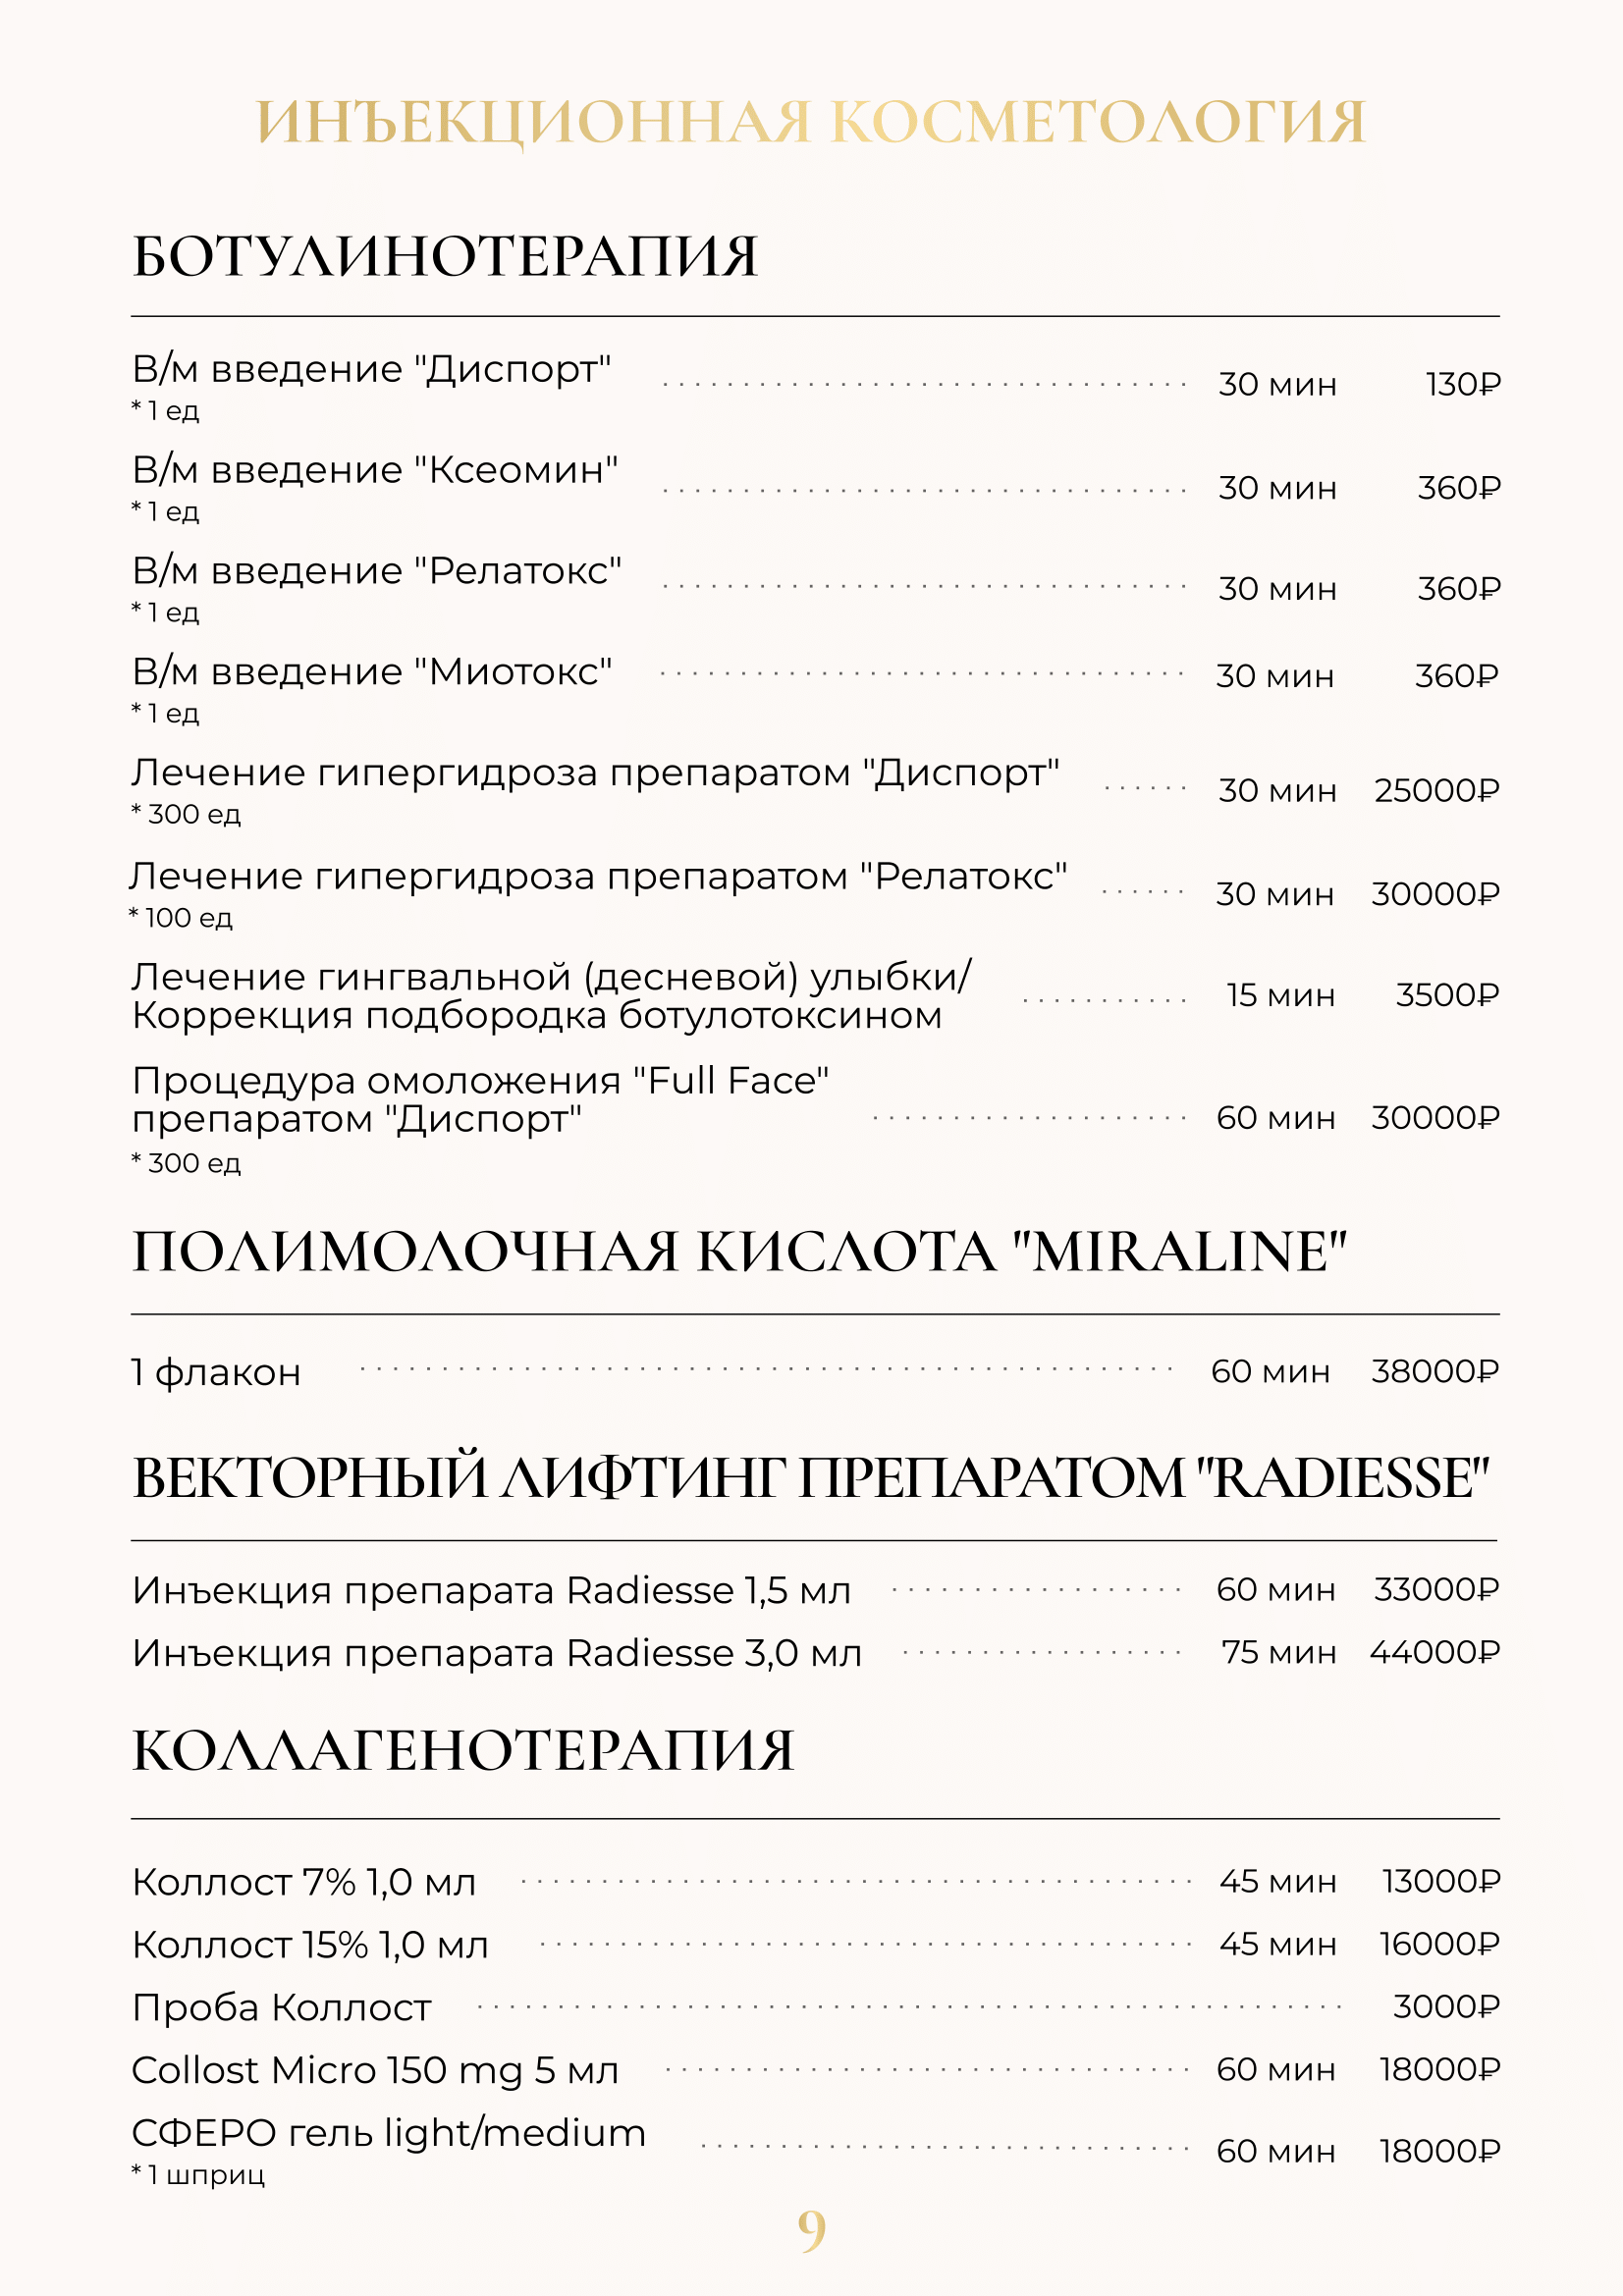 ИНЪЕКЦИОННАЯ КОСМЕТОЛОГИЯ
БОТУЛИНОТЕРАПИЯ
В/м введение "Диспорт" 30 мин 130₽
* 1 ед
В/м введение "Ксеомин" 30 мин 360₽
* 1 ед
В/м введение "Релатокс" 30 мин 360₽
* 1 ед
В/м введение "Миотокс" 30 мин 360₽
* 1 ед
Лечение гипергидроза препаратом "Диспорт" 30 мин 25000₽
* 300 ед
Лечение гипергидроза препаратом "Релатокс" 30 мин 30000₽
* 100 ед
Лечение гингвальной (десневой) улыбки/
Коррекция подбородка ботулотоксином 15 мин 3500₽
Процедура омоложения "Full Face"
препаратом "Диспорт" 60 мин 30000₽
* 300 ед
ПОЛИМОЛОЧНАЯ КИСЛОТА "MIRALINE"
1 флакон 60 мин 38000₽
ВЕКТОРНЫЙ ЛИФТИНГ ПРЕПАРАТОМ "RADIESSE"
Инъекция препарата Radiesse 1,5 мл 60 мин 33000₽
Инъекция препарата Radiesse 3,0 мл 75 мин 44000₽
КОЛЛАГЕНОТЕРАПИЯ
Коллост 7% 1,0 мл 45 мин 13000₽
Коллост 15% 1,0 мл 45 мин 16000₽
Проба Коллост 3000₽
Collost Micro 150 mg 5 мл 60 мин 18000₽
СФЕРО гель light/medium 60 мин 18000₽
* 1 шприц
9